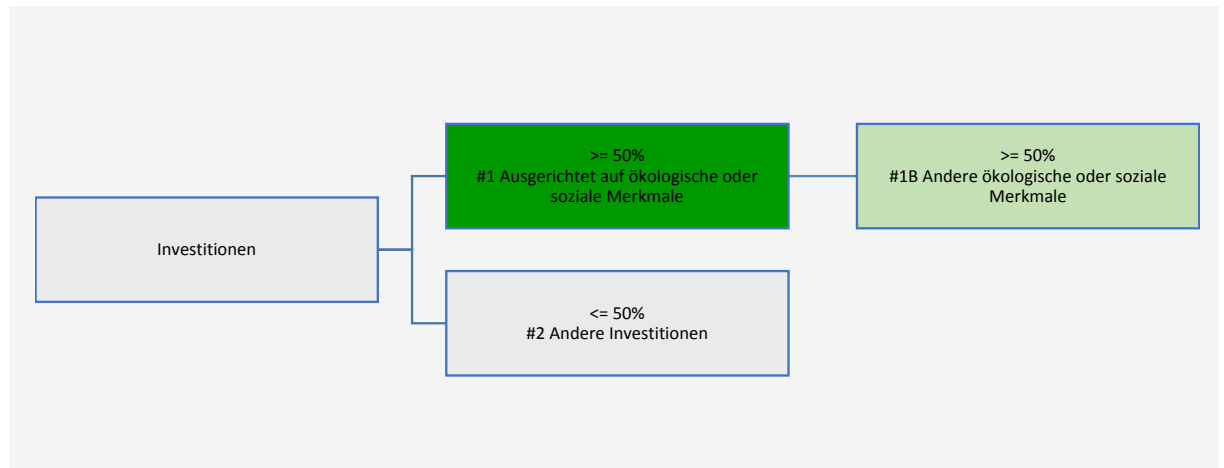 Investitionen
>= 50%
#1 Ausgerichtet auf ökologische oder
soziale Merkmale
>= 50%
#1B Andere ökologische oder soziale
Merkmale
<= 50%
#2 Andere Investitionen